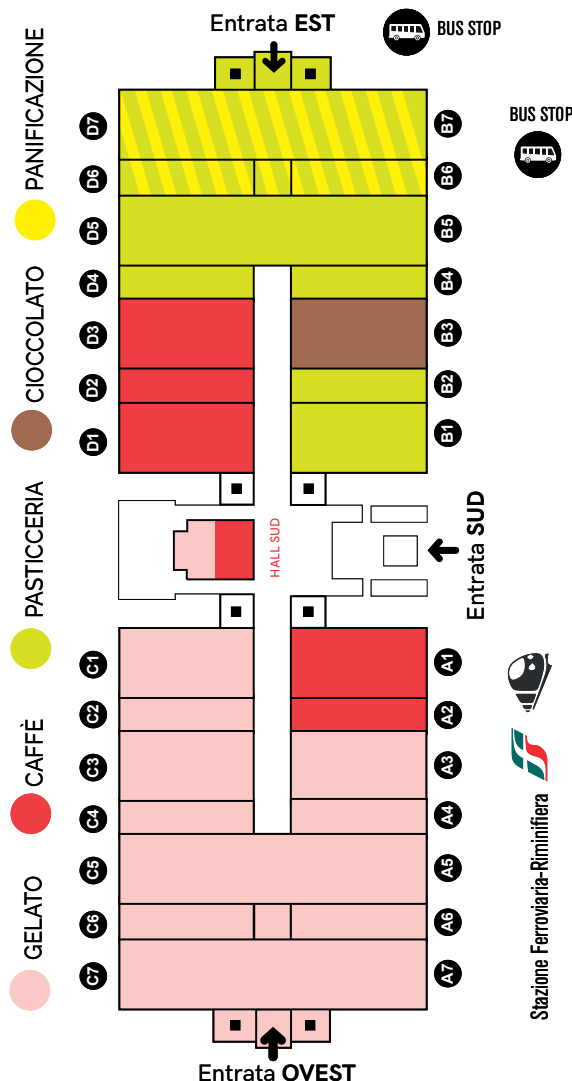 Entrata EST
BUS STOP
BUS STOP
PANIFICAZIONE
CIOCCOLATO
PASTICCERIA
CAFFÈ
GELATO
D7
D6
D5
D4
D3
D2
D1
B7
B6
B5
B4
B3
B2
B1
HALL SUD
Entrata SUD
C1
C2
C3
C4
C5
C6
C7
A1
A2
A3
A4
A5
A6
A7
Stazione Ferroviaria-Riminifiera
Entrata OVEST